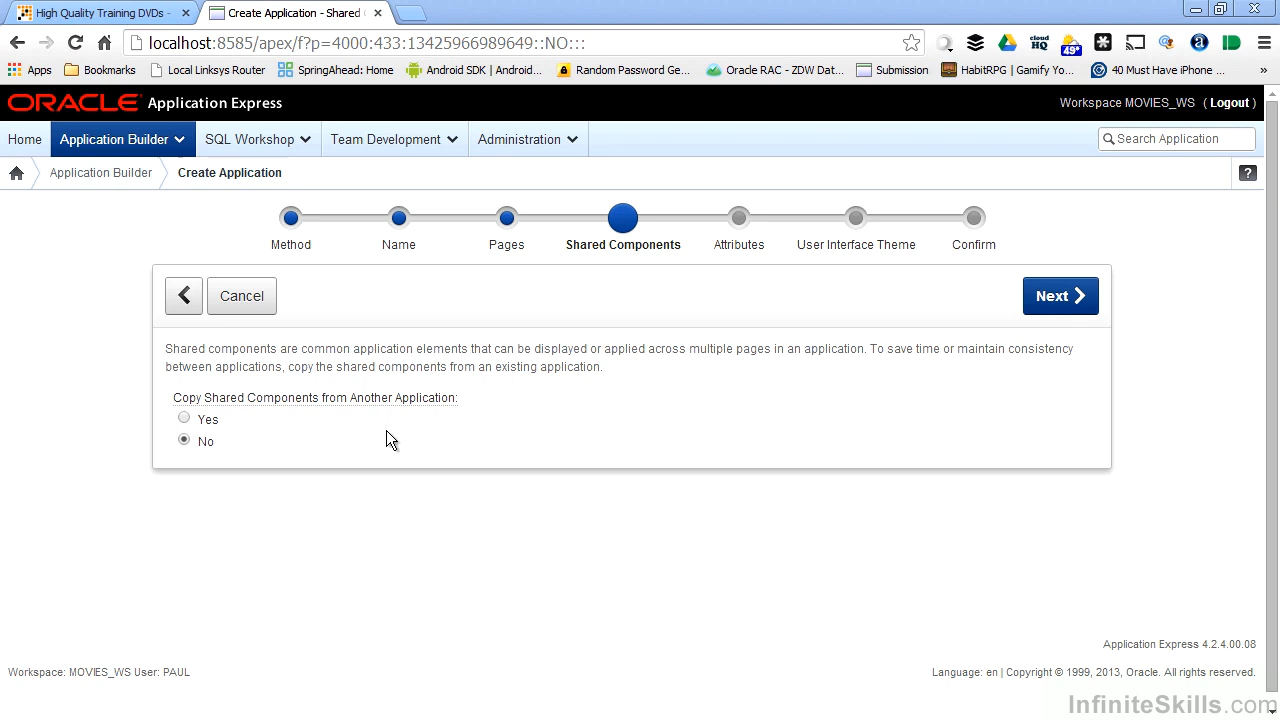 High Quality Training DVDs -
Create Application - Shared
localhost:8585/apex/f?p=4000:433:13425966989649::NO:::
49°
Apps
Bookmarks
Local Linksys Router
SpringAhead: Home
Android SDK | Android...
Random Password Ge...
Oracle RAC - ZDW Dat...
Submission
HabitRPG | Gamify Yo...
40 Must Have iPhone ...
»
ORACLE Application Express
Workspace MOVIES_WS ( Logout )
Home
Application Builder
SQL Workshop
Team Development
Administration
Search Application
Application Builder
Create Application
?
Method
Name
Pages
Shared Components
Attributes
User Interface Theme
Confirm
Cancel
Next
Shared components are common application elements that can be displayed or applied across multiple pages in an application. To save time or maintain consistency
between applications, copy the shared components from an existing application.
Copy Shared Components from Another Application:
Yes
No
Application Express 4.2.4.00.08
Workspace: MOVIES_WS User: PAUL
Language: en | Copyright © 1999, 2013, Oracle. All rights reserved.
InfiniteSkills.com